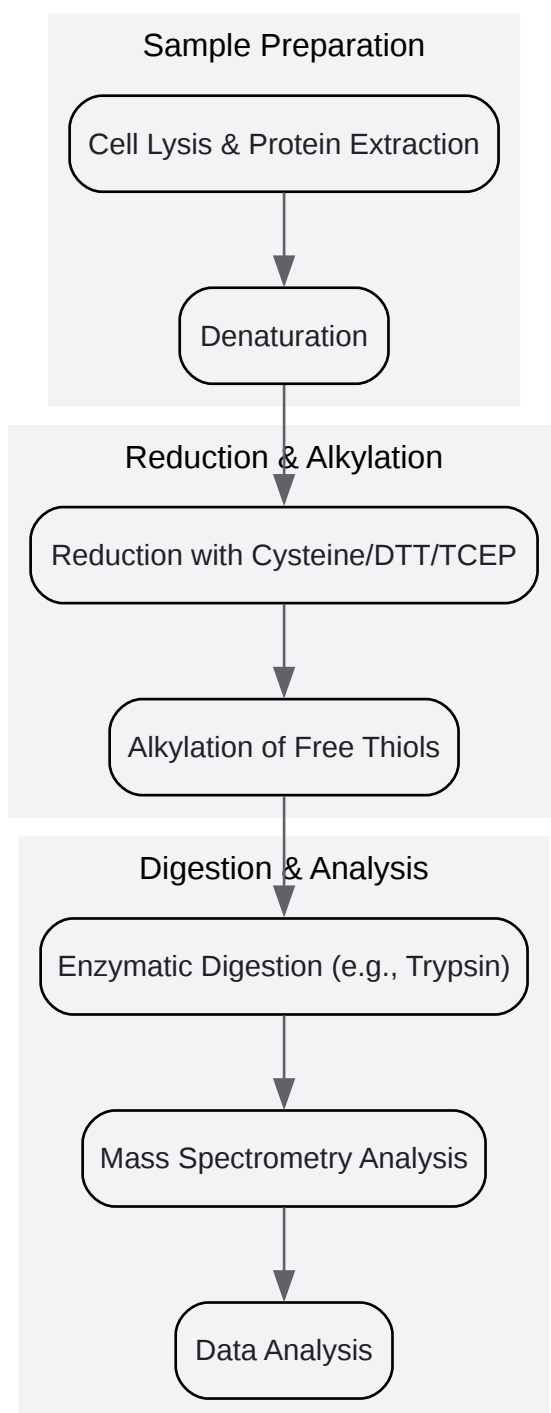 Sample Preparation
Cell Lysis & Protein Extraction
Denaturation
Reduction & Alkylation
Reduction with Cysteine/DTT/TCEP
Alkylation of Free Thiols
Digestion & Analysis
Enzymatic Digestion (e.g., Trypsin)
Mass Spectrometry Analysis
Data Analysis